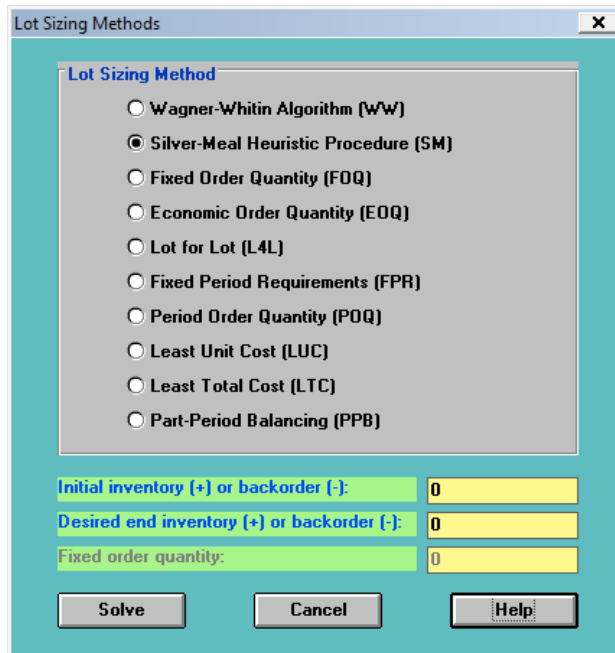 Lot Sizing Methods
Lot Sizing Method
Wagner-Whitin Algorithm (WW)
Silver-Meal Heuristic Procedure (SM)
Fixed Order Quantity (FOQ)
Economic Order Quantity (EOQ)
Lot for Lot (L4L)
Fixed Period Requirements (FPR)
Period Order Quantity (POQ)
Least Unit Cost (LUC)
Least Total Cost (LTC)
Part-Period Balancing (PPB)
Initial inventory (+) or backorder (-): 0
Desired end inventory (+) or backorder (-): 0
Fixed order quantity: 0
Solve Cancel Help